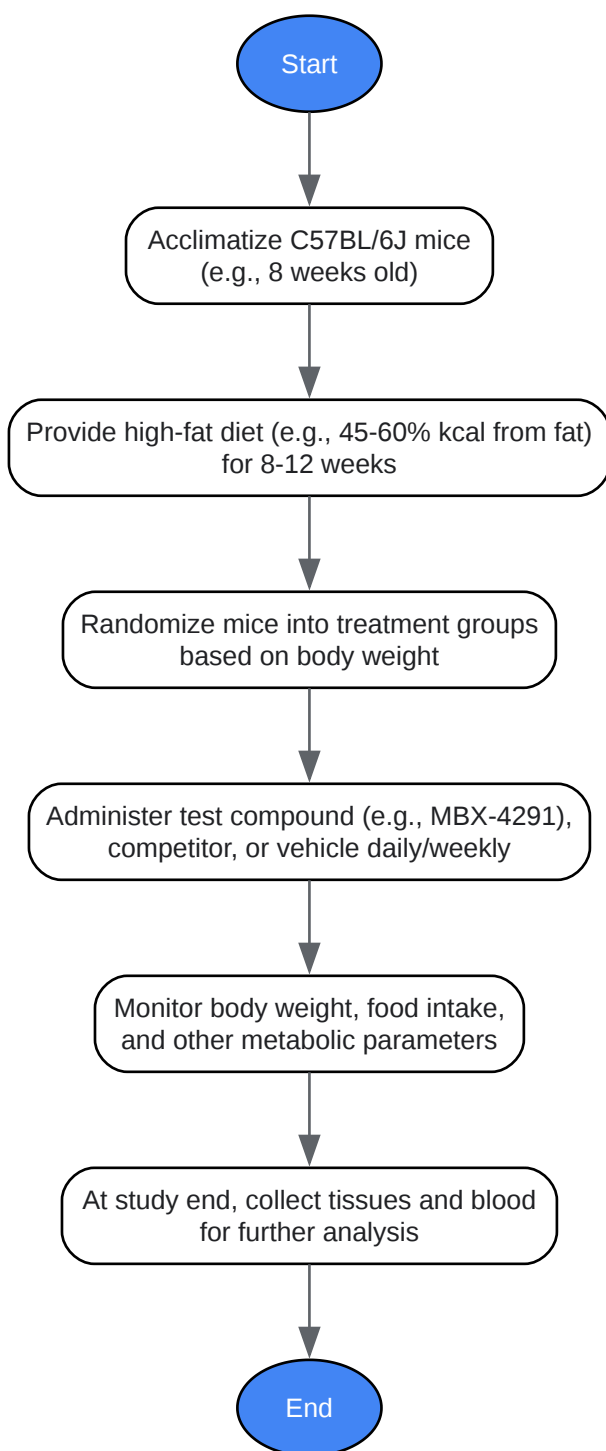 Start
Acclimatize C57BL/6J mice
(e.g., 8 weeks old)
Provide high-fat diet (e.g., 45-60% kcal from fat)
for 8-12 weeks
Randomize mice into treatment groups
based on body weight
Administer test compound (e.g., MBX-4291),
competitor, or vehicle daily/weekly
Monitor body weight, food intake,
and other metabolic parameters
At study end, collect tissues and blood
for further analysis
End